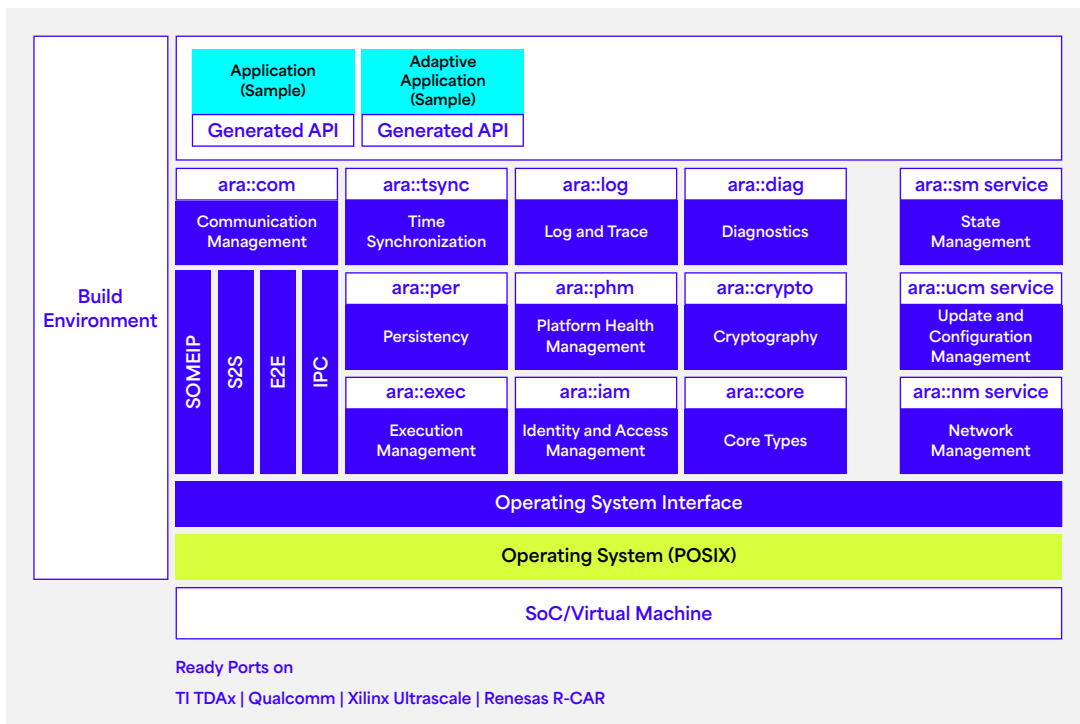 Build
Environment
Application
(Sample)
Adaptive
Application
(Sample)
Generated API
Generated API
ara::com
Communication
Management
SOMEIP
S2S
E2E
IPC
ara::tsync
Time
Synchronization
ara::log
Log and Trace
ara::diag
Diagnostics
ara::sm service
State
Management
ara::per
Persistency
ara::phm
Platform Health
Management
ara::crypto
Cryptography
ara::ucm service
Update and
Configuration
Management
ara::exec
Execution
Management
ara::iam
Identity and Access
Management
ara::core
Core Types
ara::nm service
Network
Management
Operating System Interface
Operating System (POSIX)
SoC/Virtual Machine
Ready Ports on
TI TDAx | Qualcomm | Xilinx Ultrascale | Renesas R-CAR